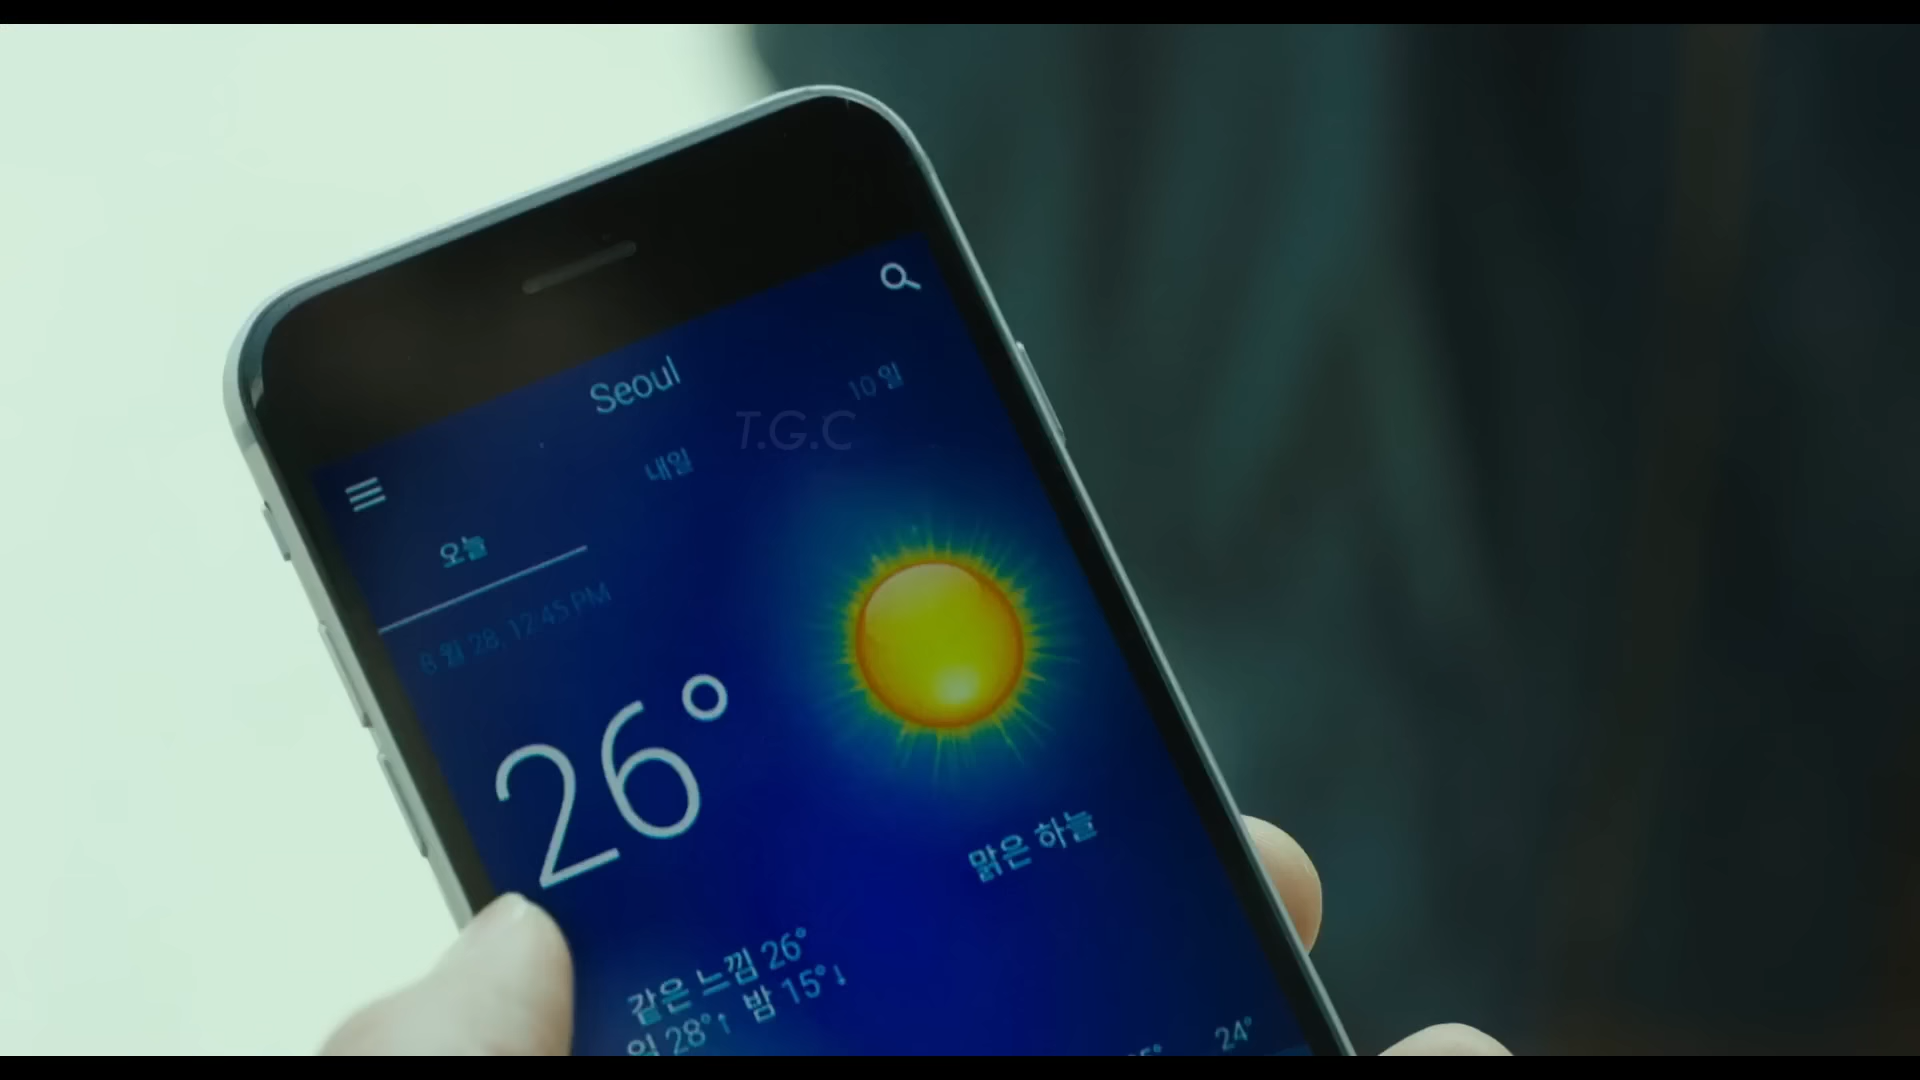 Seoul
오늘
내일
10 일
8 월 28, 12:45 PM
26°
맑은 하늘
같은 느낌 26°
일 28°↑ 밤 15°↓
24°
T.G.C